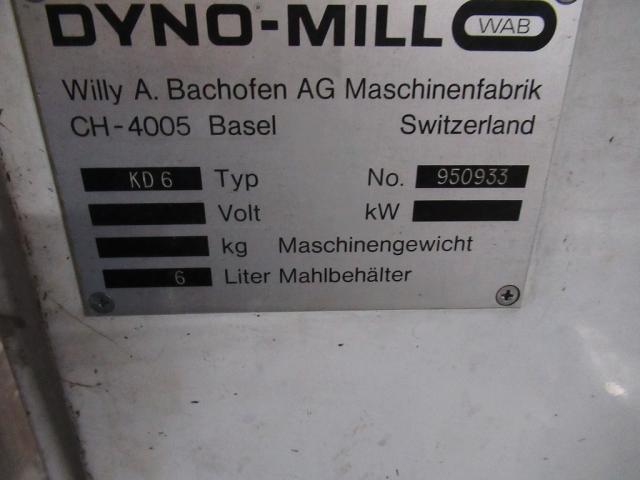 DYNO-MILL WAB
Willy A. Bachofen AG Maschinenfabrik
CH-4005 Basel Switzerland
KD 6 Typ No. 950933
Volt kW
kg Maschinengewicht
6 Liter Mahlbehälter